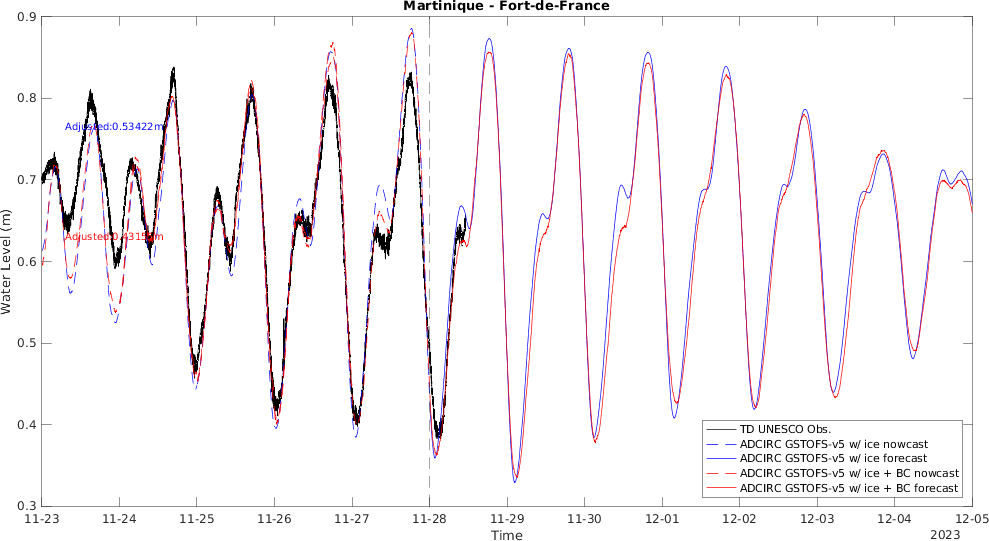 Martinique - Fort-de-France
0.9
0.8
0.7
0.6
0.5
0.4
0.3
Water Level (m)
Adjusted:0.53422m
TD UNESCO Obs.
ADCIRC GSTOFS-v5 w/ ice nowcast
ADCIRC GSTOFS-v5 w/ ice forecast
ADCIRC GSTOFS-v5 w/ ice + BC nowcast
ADCIRC GSTOFS-v5 w/ ice + BC forecast
11-23
11-24
11-25
11-26
11-27
11-28
11-29
11-30
12-01
12-02
12-03
12-04
12-05
Time
2023